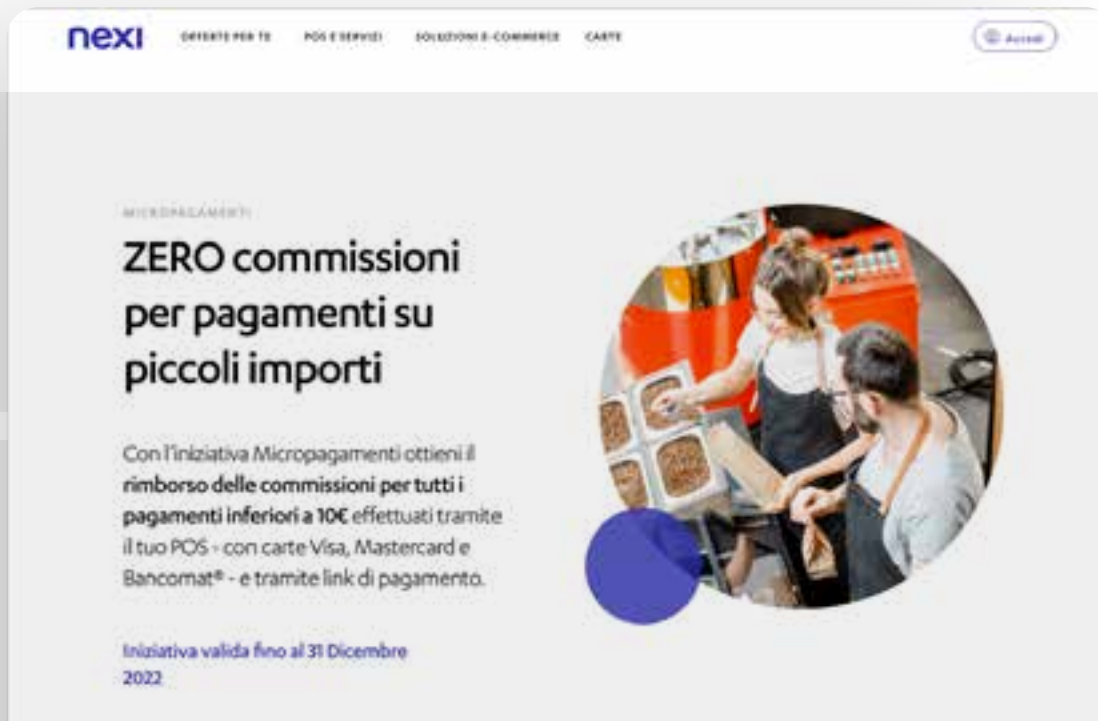 nexi OFFERTE PER TE POS E SERVIZI SOLUZIONI E-COMMERCE CARTE Accedi
MICROPAGAMENTI
ZERO commissioni
per pagamenti su
piccoli importi
Con l'iniziativa Micropagamenti ottieni il
rimborso delle commissioni per tutti i
pagamenti inferiori a 10€ effettuati tramite
il tuo POS - con carte Visa, Mastercard e
Bancomat® - e tramite link di pagamento.
Iniziativa valida fino al 31 Dicembre
2022